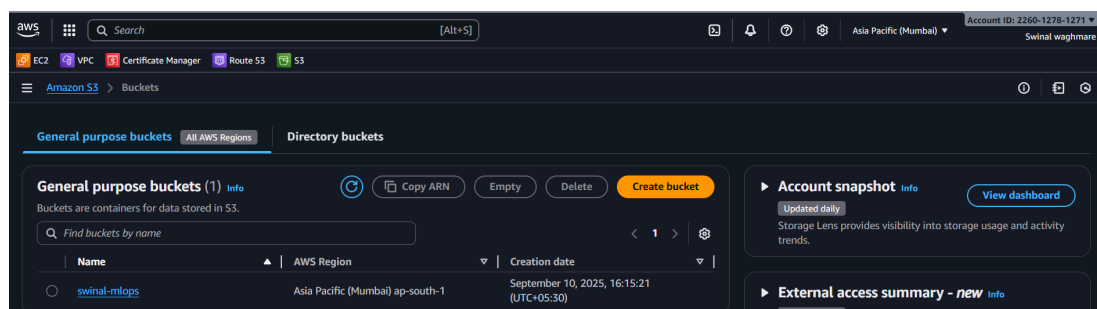 aws
Search [Alt+S]
Asia Pacific (Mumbai) ▼
Account ID: 2260-1278-1271 ▼
Swinal waghmare
EC2 VPC Certificate Manager Route 53 S3
Amazon S3 > Buckets
General purpose buckets All AWS Regions Directory buckets
General purpose buckets (1) Info
Copy ARN Empty Delete Create bucket
Buckets are containers for data stored in S3.
Find buckets by name
< 1 >
Name AWS Region Creation date
swinal-mlops Asia Pacific (Mumbai) ap-south-1 September 10, 2025, 16:15:21
(UTC+05:30)
Account snapshot Info
View dashboard
Updated daily
Storage Lens provides visibility into storage usage and activity
trends.
External access summary - new Info